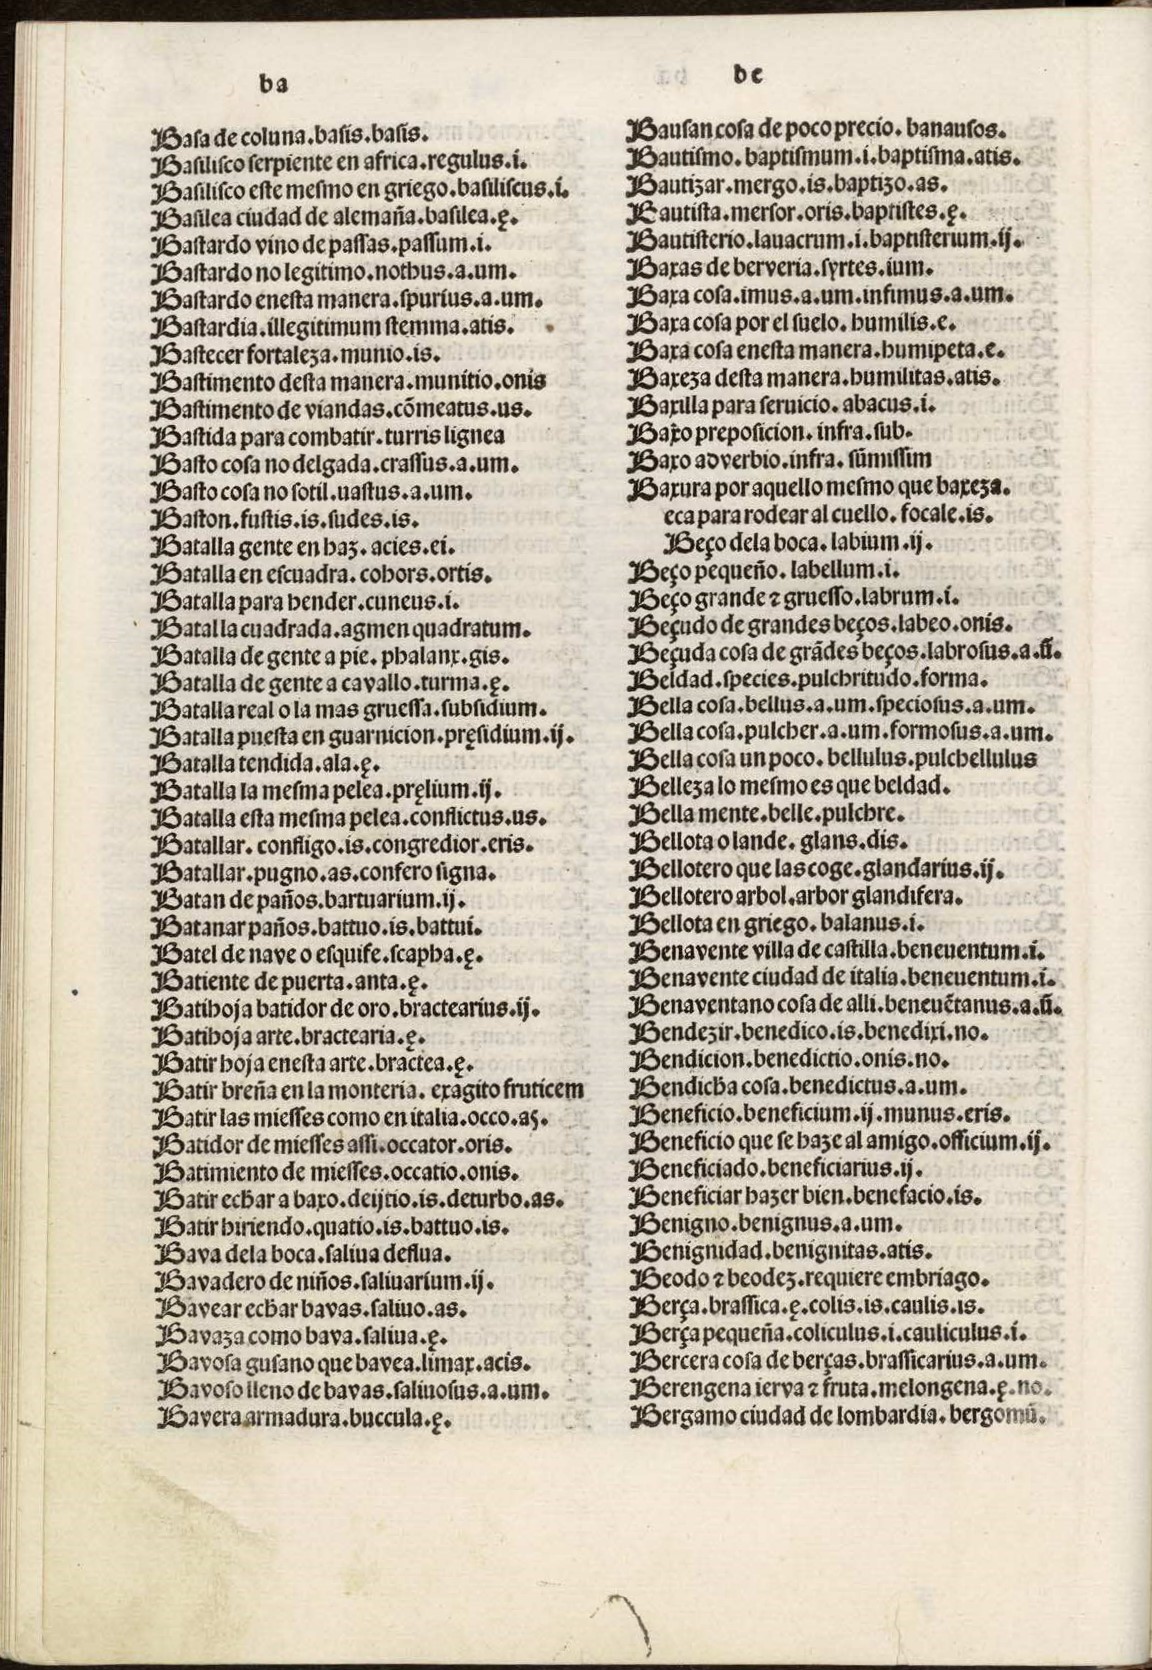 ba
Basa de coluna.basis.basis.
Basilisco serpiente en africa.regulus.i.
Basilisco este mesmo en griego.basiliscus.i.
Basilea ciudad de alemaña.basilea.ę.
Bastardo vino de passas.passum.i.
Bastardo no legitimo.nothus.a.um.
Bastardo enesta manera.spurius.a.um.
Bastardia.illegitimum stemma.atis.
Bastecer fortaleza.munio.is.
Bastimento desta manera.munitio.onis
Bastimento de viandas.cõmeatus.us.
Bastida para combatir.turris lignea
Basto cosa no delgada.crassus.a.um.
Basto cosa no sotil.uastus.a.um.
Baston.fustis.is.sudes.is.
Batalla gente en haz.acies.ei.
Batalla en escuadra.cohors.ortis.
Batalla para hender.cuneus.i.
Batalla cuadrada.agmen quadratum.
Batalla de gente a pie.phalanx.gis.
Batalla de gente a cavallo.turma.ę.
Batalla real o la mas gruessa.subsidium.
Batalla puesta en guarnicion.pręsidium.ij.
Batalla tendida.ala.ę.
Batalla la mesma pelea.pręlium.ij.
Batalla esta mesma pelea.conflictus.us.
Batallar.confligo.is.congredior.eris.
Batallar.pugno.as.confero signa.
Batan de paños.bartuarium.ij.
Batanar paños.battuo.is.battui.
Batel de nave o esquife.scapha.ę.
Batiente de puerta.anta.ę.
Batihoja batidor de oro.bractearius.ij.
Batihoja arte.bractearia.ę.
Batir hoja enesta arte.bractea.ę.
Batir breña en la monteria.exagito fruticem
Batir las miesses como en italia.occo.as.
Batidor de miesses assi.occator.oris.
Batimiento de miesses.occatio.onis.
Batir echar a baxo.deijtio.is.deturbo.as.
Batir hiriendo.quatio.is.battuo.is.
Bava dela boca.saliua deflua.
Bavadero de niños.saliuarium.ij.
Bavear echar bavas.saliuo.as.
Bavaza como bava.saliua.ę.
Bavosa gusano que bavea.limax.acis.
Bavoso lleno de bavas.saliuosus.a.um.
Bavera armadura.buccula.ę.
be
Bausan cosa de poco precio.banausos.
Bautismo.baptismum.i.baptisma.atis.
Bautizar.mergo.is.baptizo.as.
Bautista.mersor.oris.baptistes.ę.
Bautisterio.lauacrum.i.baptisterium.ij.
Baxas de berveria.syrtes.ium.
Baxa cosa.imus.a.um.infimus.a.um.
Baxa cosa por el suelo.humilis.e.
Baxa cosa enesta manera.humipeta.e.
Baxeza desta manera.humilitas.atis.
Baxilla para seruicio.abacus.i.
Baxo preposicion.infra.sub.
Baxo adverbio.infra.sũmissim
Baxura por aquello mesmo que baxeza.
eca para rodear al cuello.focale.is.
Beço dela boca.labium.ij.
Beço pequeño.labellum.i.
Beço grande ⁊ gruesso.labrum.i.
Beçudo de grandes beços.labeo.onis.
Beçuda cosa de grãdes beços.labrosus.a.ũ.
Beldad.species.pulchritudo.forma.
Bella cosa.bellus.a.um.speciosus.a.um.
Bella cosa.pulcher.a.um.formosus.a.um.
Bella cosa un poco.bellulus.pulchellulus
Belleza lo mesmo es que beldad.
Bella mente.belle.pulchre.
Bellota o lande.glans.dis.
Bellotero que las coge.glandarius.ij.
Bellotero arbol.arbor glandifera.
Bellota en griego.balanus.i.
Benavente villa de castilla.beneuentum.i.
Benavente ciudad de italia.beneuentum.i.
Benaventano cosa de alli.beneuẽtanus.a.ũ.
Bendezir.benedico.is.benedixi.no.
Bendicion.benedictio.onis.no.
Bendicha cosa.benedictus.a.um.
Beneficio.beneficium.ij.munus.eris.
Beneficio que se haze al amigo.officium.ij.
Beneficiado.beneficiarius.ij.
Beneficiar hazer bien.benefacio.is.
Benigno.benignus.a.um.
Benignidad.benignitas.atis.
Beodo ⁊ beodez.requiere embriago.
Berça.brassica.ę.colis.is.caulis.is.
Berça pequeña.coliculus.i.cauliculus.i.
Bercera cosa de berças.brassicarius.a.um.
Berengena ierva ⁊ fruta.melongena.ę.no.
Bergamo ciudad de lombardia.bergomũ.